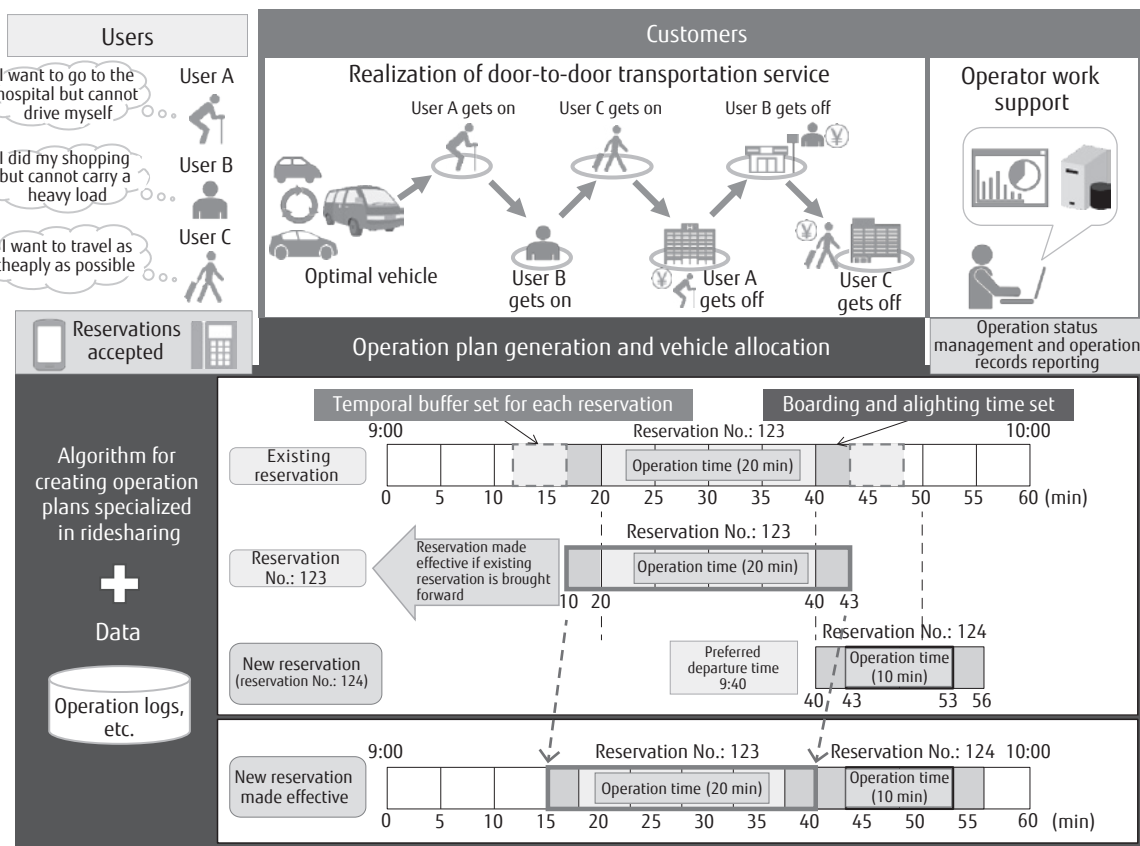 Users
I want to go to the
hospital but cannot
drive myself
User A
I did my shopping
but cannot carry a
heavy load
User B
I want to travel as
cheaply as possible
User C
Customers
Realization of door-to-door transportation service
User A gets on
User C gets on
User B gets off
¥
Optimal vehicle
User B
gets on
¥
User A
gets off
¥
User C
gets off
Operator work
support
Reservations
accepted
Operation plan generation and vehicle allocation
Operation status
management and operation
records reporting
Algorithm for
creating operation
plans specialized
in ridesharing
+
Data
Operation logs,
etc.
Temporal buffer set for each reservation
Boarding and alighting time set
9:00
Reservation No.: 123
10:00
Existing
reservation
Operation time (20 min)
0 5 10 15 20 25 30 35 40 45 50 55 60 (min)
Reservation No.: 123
Reservation
No.: 123
Reservation made
effective if existing
reservation is brought
forward
Operation time (20 min)
10 20 40 43
Reservation No.: 124
New reservation
(reservation No.: 124)
Preferred
departure time
9:40
Operation time
(10 min)
40 43 53 56
9:00
Reservation No.: 123
Reservation No.: 124
10:00
New reservation
made effective
Operation time (20 min)
Operation time
(10 min)
0 5 10 15 20 25 30 35 40 45 50 55 60 (min)